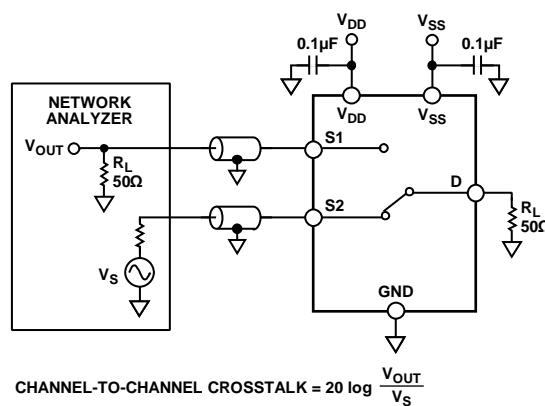 VDD
VSS
0.1µF
0.1µF
VDD
VSS
NETWORK
ANALYZER
VOUT
RL
50Ω
S1
S2
D
VS
RL
50Ω
GND
CHANNEL-TO-CHANNEL CROSSTALK = 20 log VOUT
VS